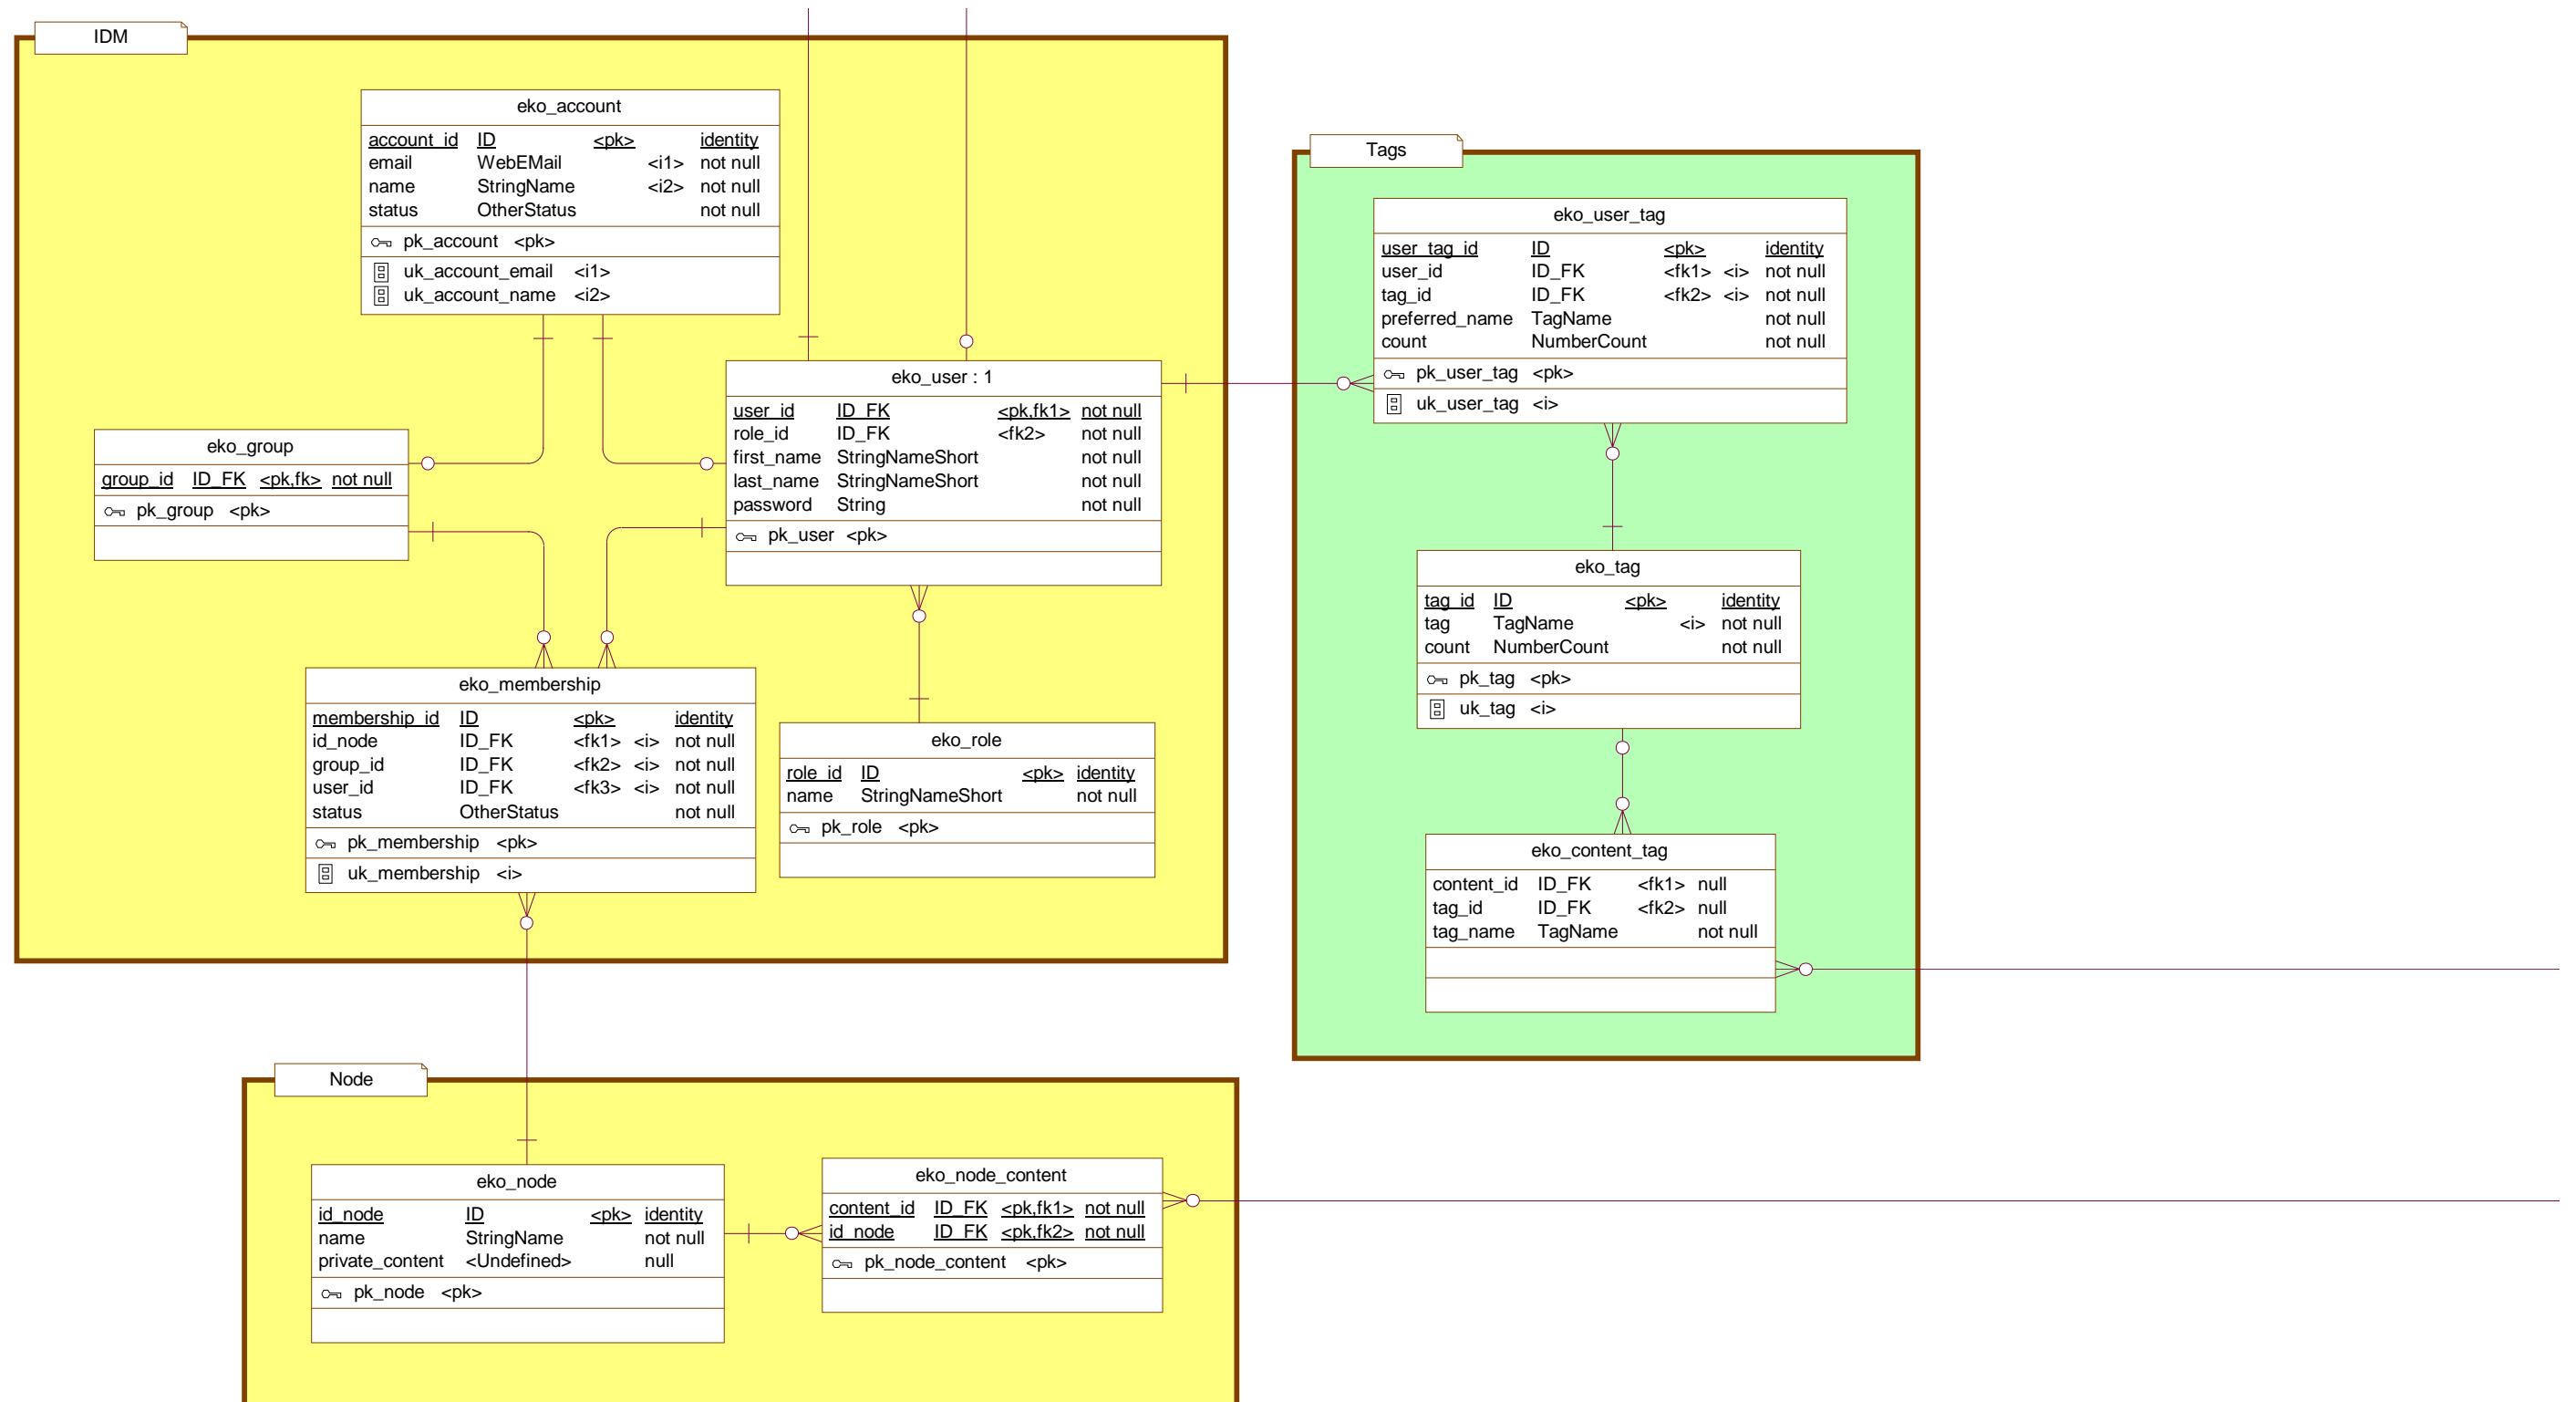 IDM
eko_account
account_id ID <pk> identity
email WebEMail <i1> not null
name StringName <i2> not null
status OtherStatus not null
pk_account <pk>
uk_account_email <i1>
uk_account_name <i2>
eko_group
group_id ID_FK <pk,fk> not null
pk_group <pk>
eko_user : 1
user_id ID_FK <pk,fk1> not null
role_id ID_FK <fk2> not null
first_name StringNameShort not null
last_name StringNameShort not null
password String not null
pk_user <pk>
eko_membership
membership_id ID <pk> identity
id_node ID_FK <fk1> <i> not null
group_id ID_FK <fk2> <i> not null
user_id ID_FK <fk3> <i> not null
status OtherStatus not null
pk_membership <pk>
uk_membership <i>
eko_role
role_id ID <pk> identity
name StringNameShort not null
pk_role <pk>
Tags
eko_user_tag
user_tag_id ID <pk> identity
user_id ID_FK <fk1> <i> not null
tag_id ID_FK <fk2> <i> not null
preferred_name TagName not null
count NumberCount not null
pk_user_tag <pk>
uk_user_tag <i>
eko_tag
tag_id ID <pk> identity
tag TagName <i> not null
count NumberCount not null
pk_tag <pk>
uk_tag <i>
eko_content_tag
content_id ID_FK <fk1> null
tag_id ID_FK <fk2> null
tag_name TagName not null
Node
eko_node
id_node ID <pk> identity
name StringName not null
private_content <Undefined> null
pk_node <pk>
eko_node_content
content_id ID_FK <pk,fk1> not null
id_node ID_FK <pk,fk2> not null
pk_node_content <pk>